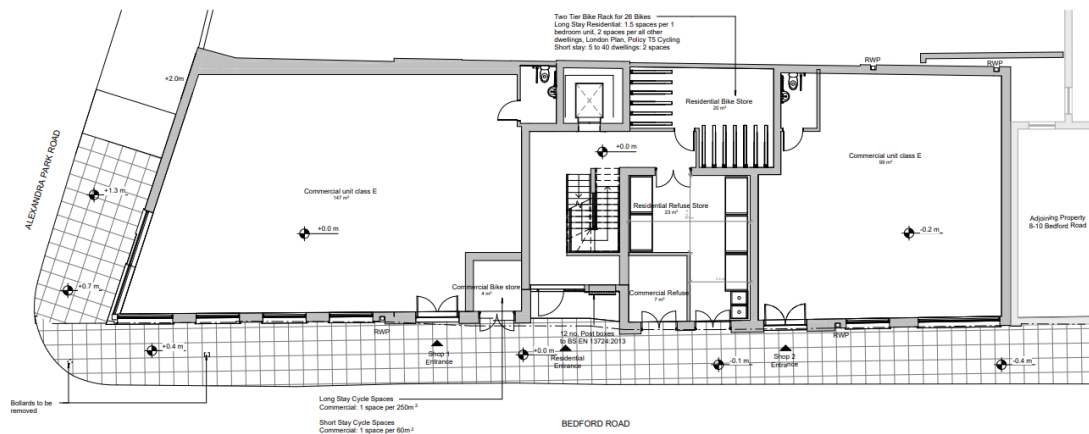 Two Tier Bike Rack for 26 Bikes
Long Stay Residential: 1.5 spaces per 1
bedroom unit, 2 spaces per all other
dwellings, London Plan, Policy T5 Cycling
Short stay: 5 to 40 dwellings: 2 spaces
RWP
RWP
+2.0m
Residential Bike Store
26 m²
ALEXANDRA PARK ROAD
+1.3 m
Commercial unit class E
147 m²
+0.0 m
+0.0 m
Commercial unit class E
99 m²
Residential Refuse Store
23 m²
Adjoining Property
8-10 Bedford Road
-0.2 m
+0.7 m
Commercial Bike store
4 m²
Commercial Refuse
7 m²
RWP
12 no. Post boxes
to BS EN 13724:2013
RWP
+0.4 m
Shop 1
Entrance
+0.0 m
Residential
Entrance
-0.1 m
Shop 2
Entrance
-0.4 m
Bollards to be
removed
Long Stay Cycle Spaces
Commercial: 1 space per 250m²
Short Stay Cycle Spaces
Commercial: 1 space per 60m²
BEDFORD ROAD